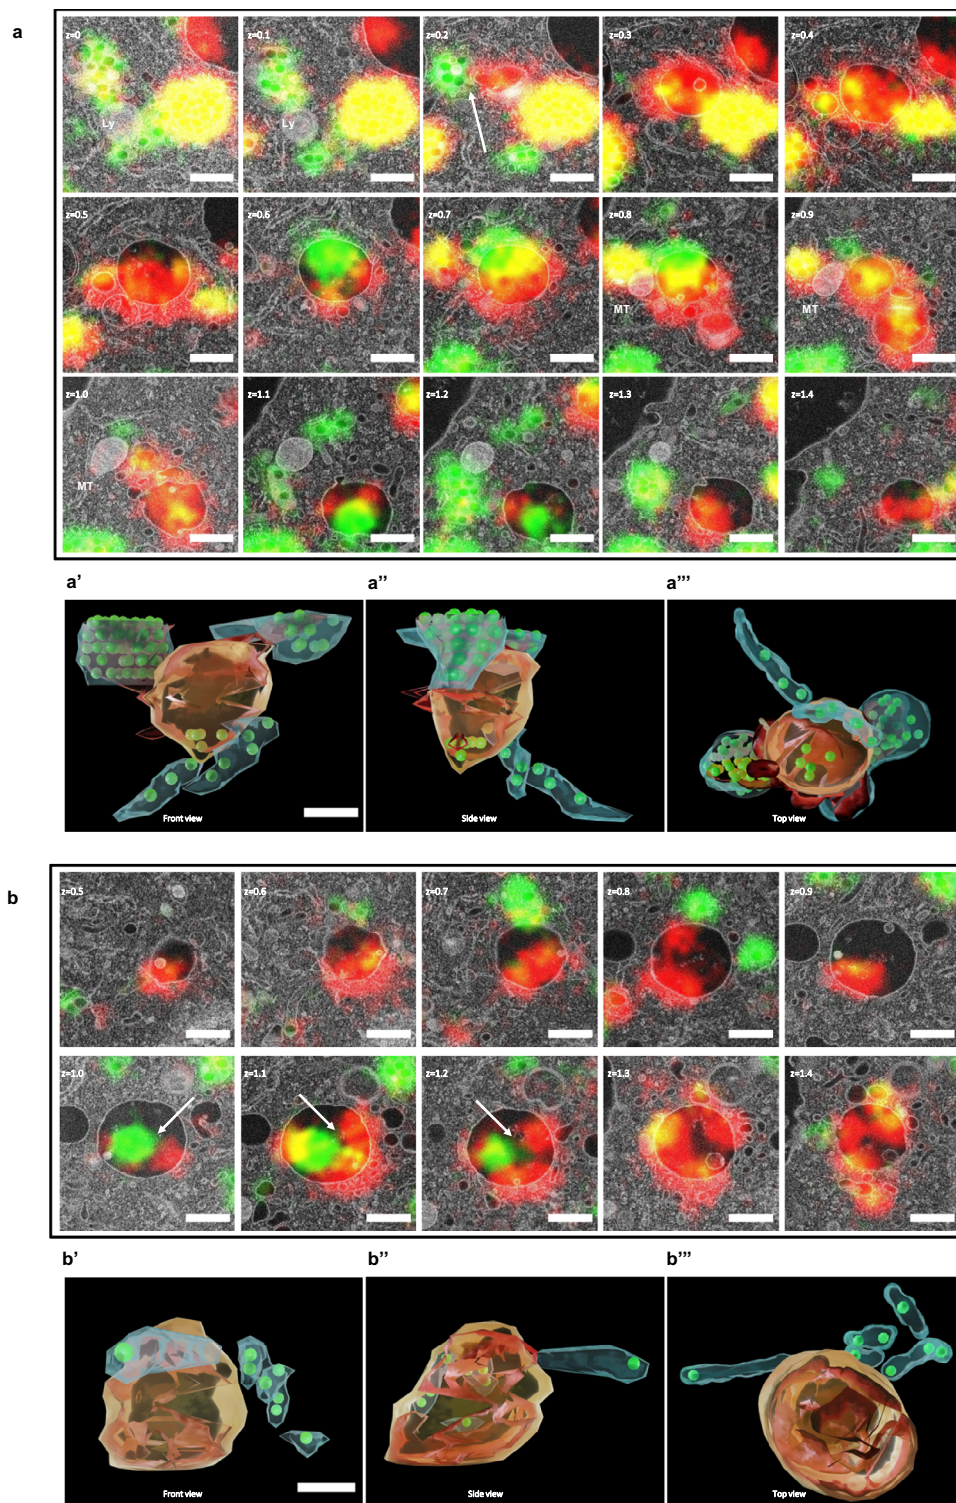 a
z=0 z=0.1 z=0.2 z=0.3 z=0.4
Ly Ly
z=0.5 z=0.6 z=0.7 z=0.8 z=0.9
MT MT
z=1.0 z=1.1 z=1.2 z=1.3 z=1.4
MT
a' a'' a'''
Front view Side view Top view
b
z=0.5 z=0.6 z=0.7 z=0.8 z=0.9
z=1.0 z=1.1 z=1.2 z=1.3 z=1.4
b' b'' b'''
Front view Side view Top view